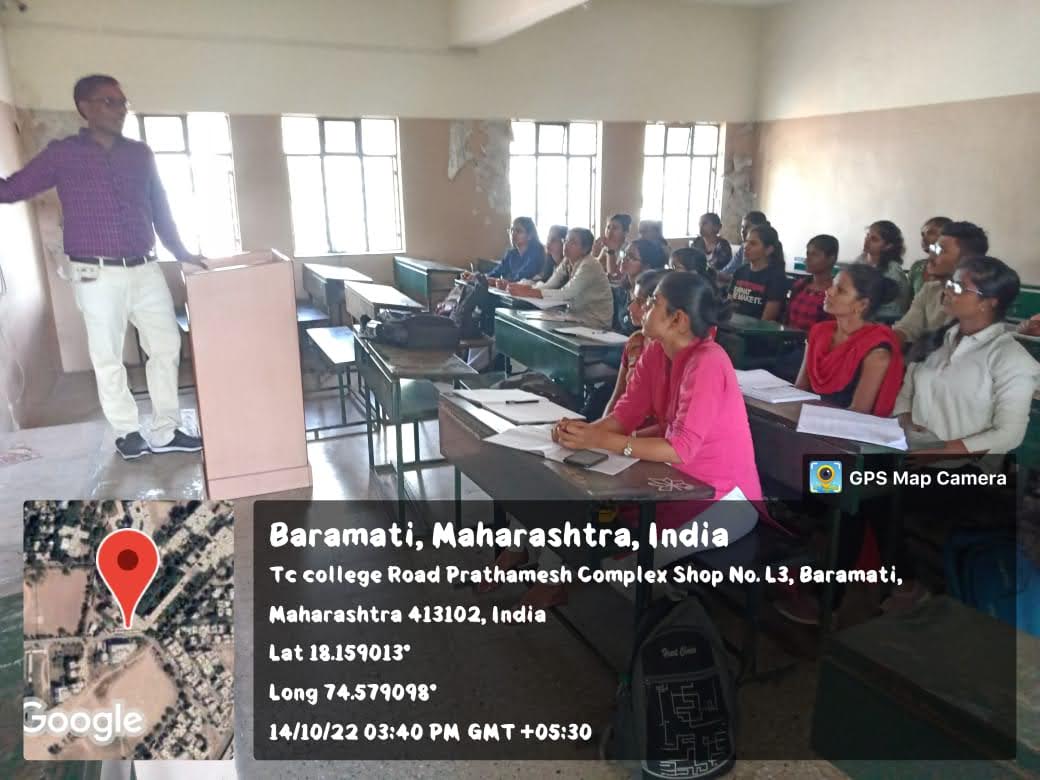 GPS Map Camera
Baramati, Maharashtra, India
Tc college Road Prathamesh Complex Shop No. L3, Baramati,
Maharashtra 413102, India
Lat 18.159013°
Long 74.579098°
14/10/22 03:40 PM GMT +05:30
Google